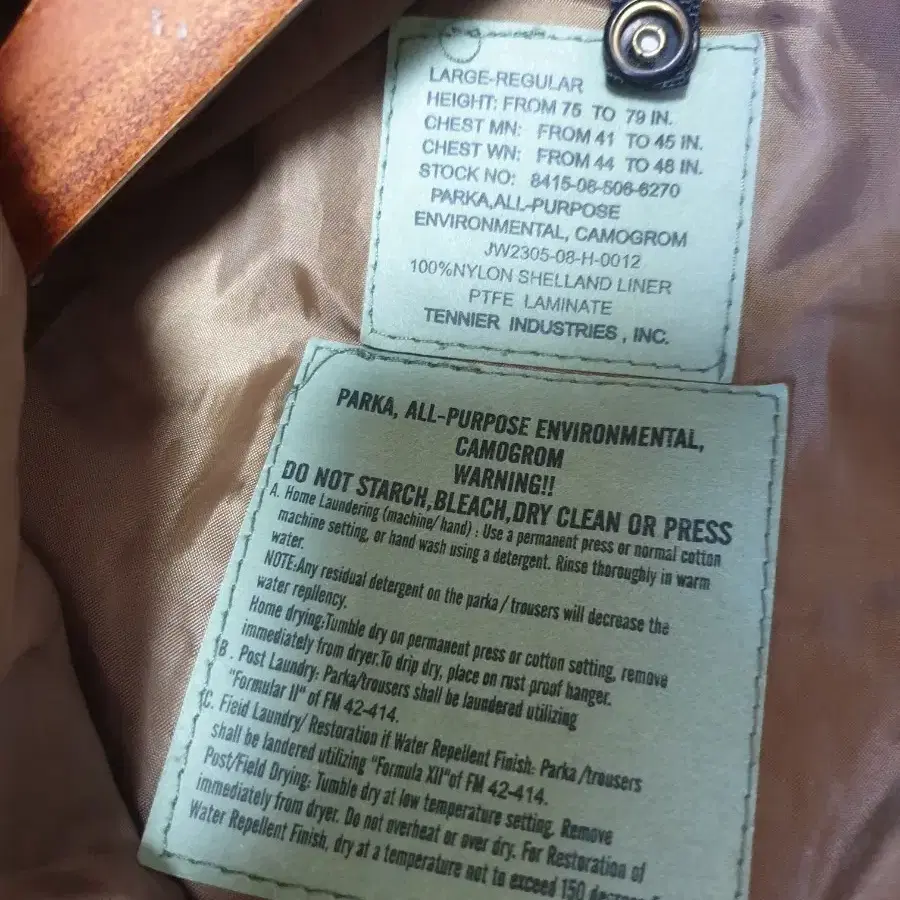 LARGE-REGULAR
HEIGHT: FROM 75 TO 79 IN.
CHEST MN: FROM 41 TO 45 IN.
CHEST WN: FROM 44 TO 48 IN.
STOCK NO: 8415-08-506-6270
PARKA,ALL-PURPOSE
ENVIRONMENTAL, CAMOGROM
JW2305-08-H-0012
100%NYLON SHELLAND LINER
PTFE LAMINATE
TENNIER INDUSTRIES , INC.
PARKA, ALL-PURPOSE ENVIRONMENTAL,
CAMOGROM
WARNING!!
DO NOT STARCH,BLEACH,DRY CLEAN OR PRESS
A. Home Laundering (machine/ hand) : Use a permanent press or normal cotton
machine setting, or hand wash using a detergent. Rinse thoroughly in warm
water.
NOTE:Any residual detergent on the parka / trousers will decrease the
water repllency.
Home drying:Tumble dry on permanent press or cotton sotting, remove
immediately from dryer.To drip dry, place on rust proof hanger.
B . Post Laundry: Parka/trousers shall be laundered utilizing
"Formular II" of FM 42-414.
C. Field Laundry/ Restoration if Water Repellent Finish: Parka /trousers
shall be landered utilizing "Formula XII"of FM 42-414.
Post/Field Drying: Tumble dry at low temperature setting. Remove
immediately from dryer. Do not overheat or over dry. For Restoration of
Water Repellent Finish, dry at a temperature not to exceed 150